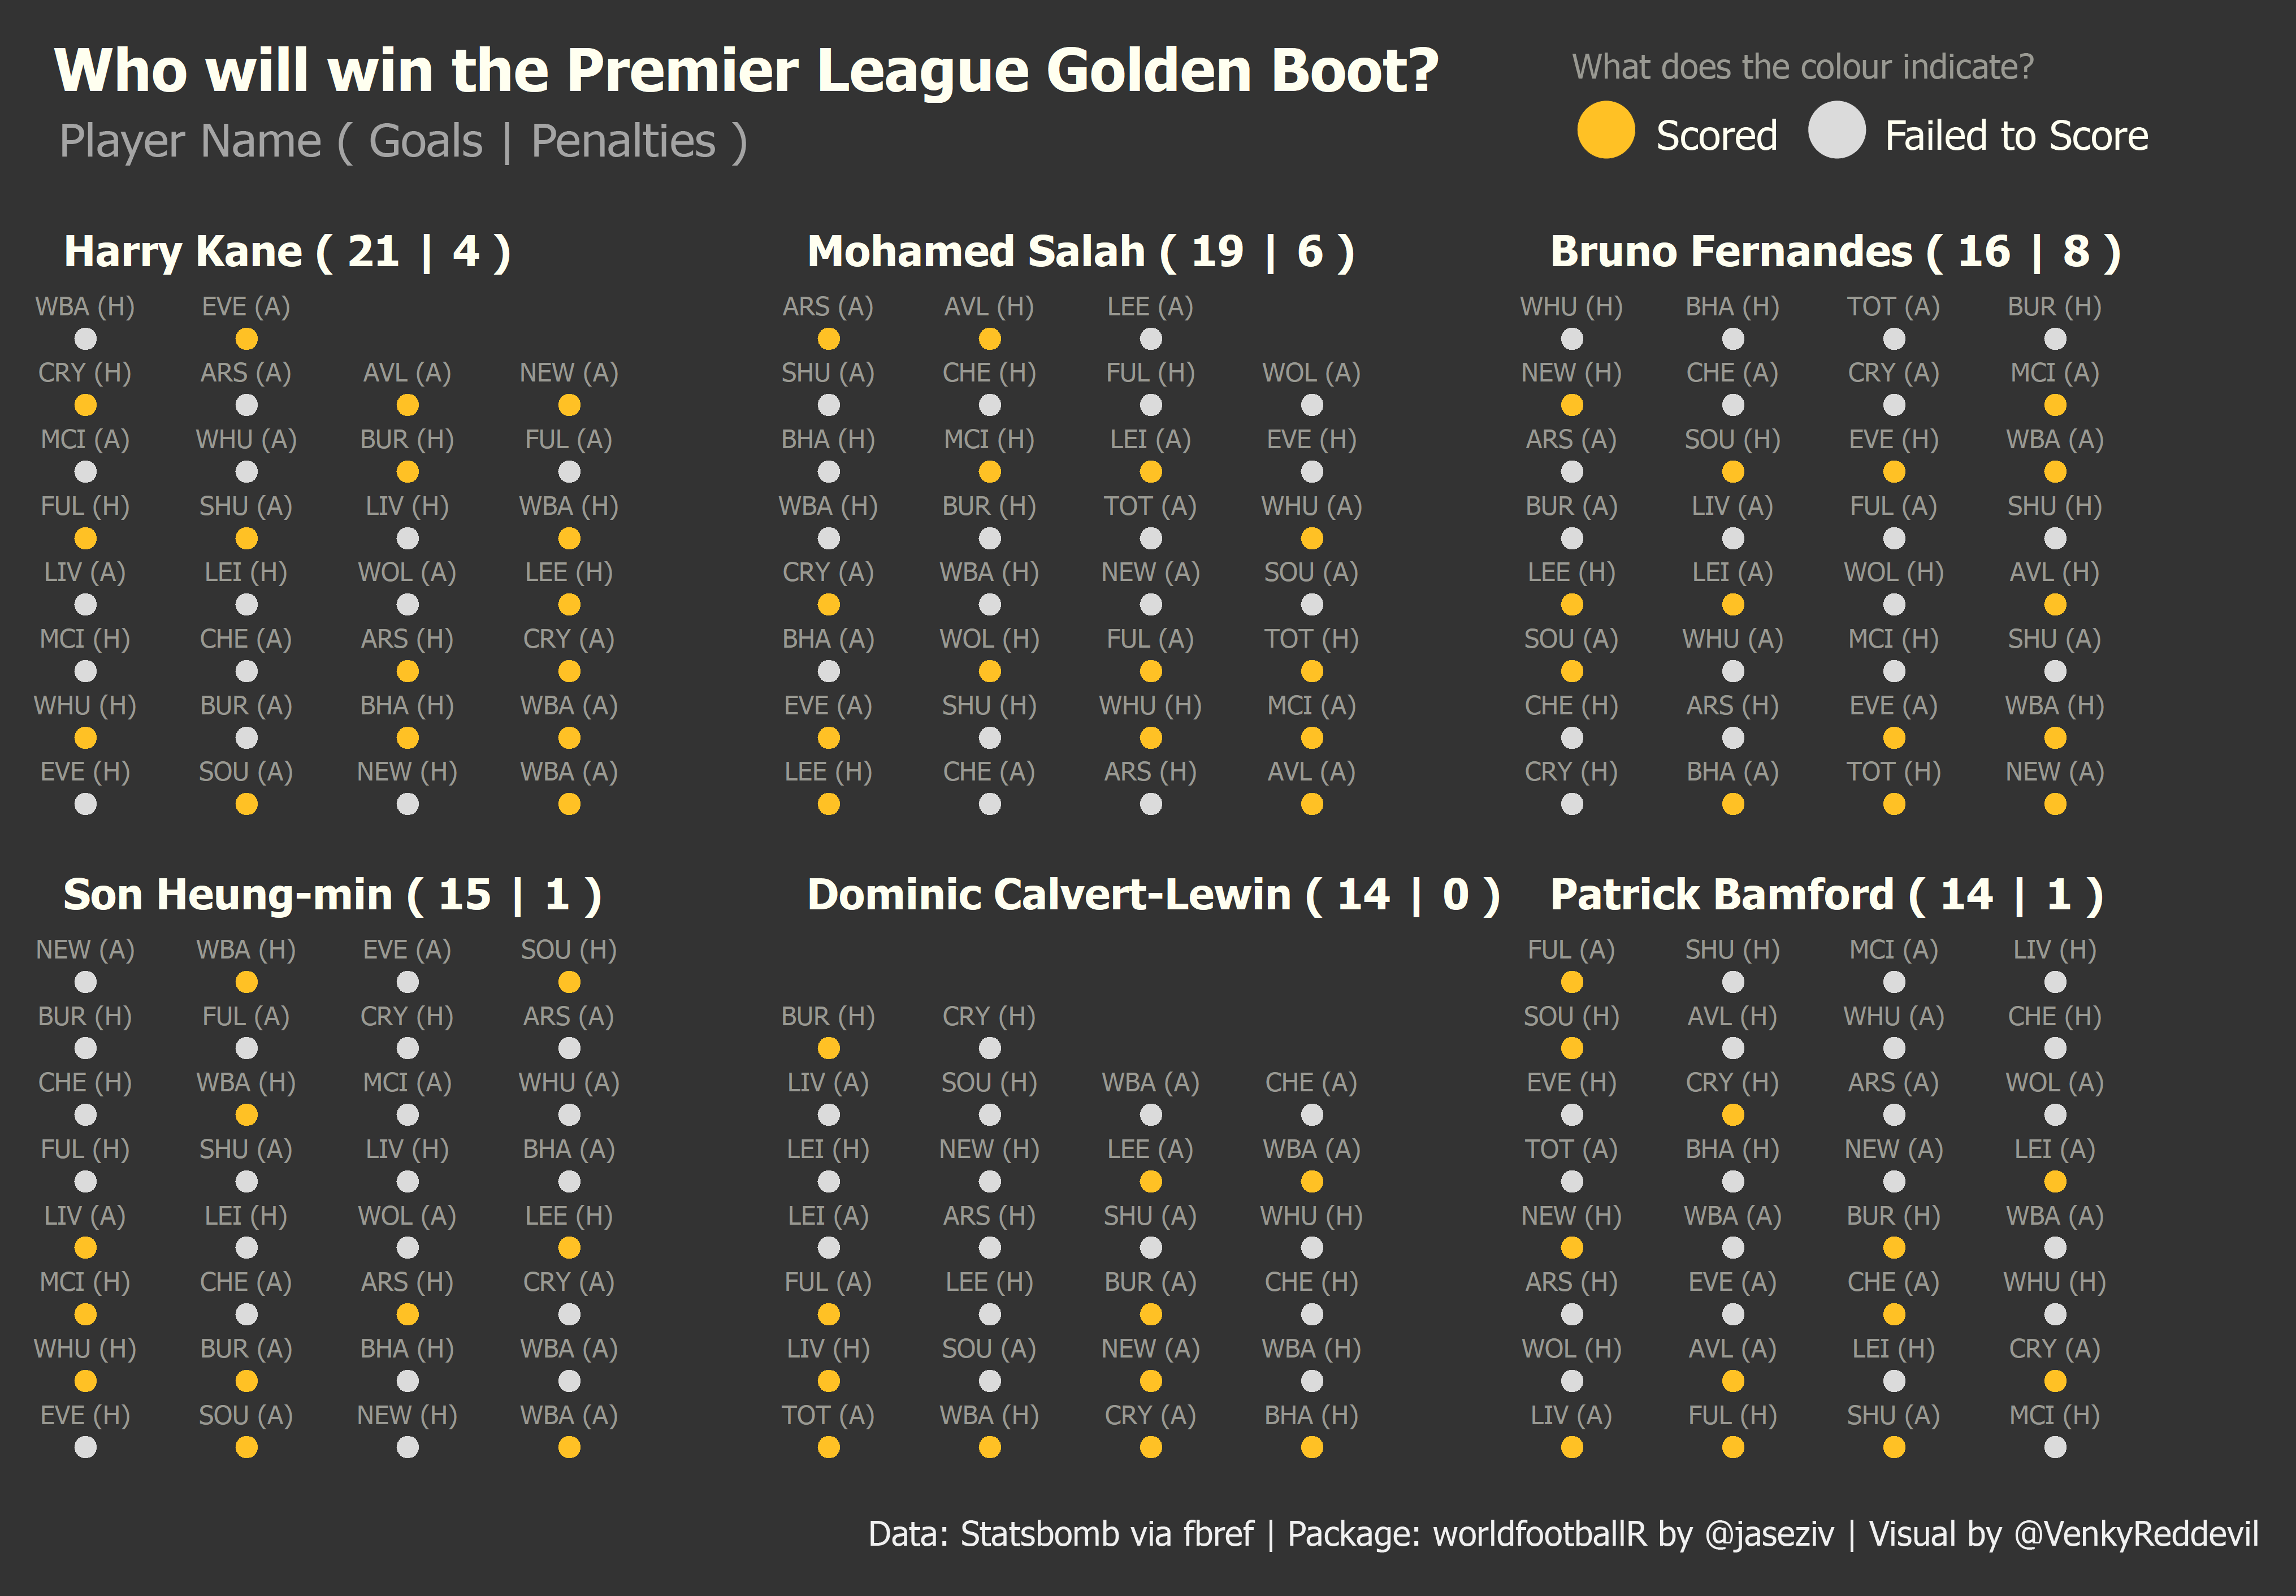 Who will win the Premier League Golden Boot?
Player Name ( Goals | Penalties )
What does the colour indicate?
Scored Failed to Score
Harry Kane ( 21 | 4 )
WBA (H) EVE (A)
CRY (H) ARS (A) AVL (A) NEW (A)
MCI (A) WHU (A) BUR (H) FUL (A)
FUL (H) SHU (A) LIV (H) WBA (H)
LIV (A) LEI (H) WOL (A) LEE (H)
MCI (H) CHE (A) ARS (H) CRY (A)
WHU (H) BUR (A) BHA (H) WBA (A)
EVE (H) SOU (A) NEW (H) WBA (A)
Mohamed Salah ( 19 | 6 )
ARS (A) AVL (H) LEE (A)
SHU (A) CHE (H) FUL (H) WOL (A)
BHA (H) MCI (H) LEI (A) EVE (H)
WBA (H) BUR (H) TOT (A) WHU (A)
CRY (A) WBA (H) NEW (A) SOU (A)
BHA (A) WOL (H) FUL (A) TOT (H)
EVE (A) SHU (H) WHU (H) MCI (A)
LEE (H) CHE (A) ARS (H) AVL (A)
Bruno Fernandes ( 16 | 8 )
WHU (H) BHA (H) TOT (A) BUR (H)
NEW (H) CHE (A) CRY (A) MCI (A)
ARS (A) SOU (H) EVE (H) WBA (A)
BUR (A) LIV (A) FUL (A) SHU (H)
LEE (H) LEI (A) WOL (H) AVL (H)
SOU (A) WHU (A) MCI (H) SHU (A)
CHE (H) ARS (H) EVE (A) WBA (H)
CRY (H) BHA (A) TOT (H) NEW (A)
Son Heung-min ( 15 | 1 )
NEW (A) WBA (H) EVE (A) SOU (H)
BUR (H) FUL (A) CRY (H) ARS (A)
CHE (H) WBA (H) MCI (A) WHU (A)
FUL (H) SHU (A) LIV (H) BHA (A)
LIV (A) LEI (H) WOL (A) LEE (H)
MCI (H) CHE (A) ARS (H) CRY (A)
WHU (H) BUR (A) BHA (H) WBA (A)
EVE (H) SOU (A) NEW (H) WBA (A)
Dominic Calvert-Lewin ( 14 | 0 )
BUR (H) CRY (H)
LIV (A) SOU (H) WBA (A) CHE (A)
LEI (H) NEW (H) LEE (A) WBA (A)
LEI (A) ARS (H) SHU (A) WHU (H)
FUL (A) LEE (H) BUR (A) CHE (H)
LIV (H) SOU (A) NEW (A) WBA (H)
TOT (A) WBA (H) CRY (A) BHA (H)
Patrick Bamford ( 14 | 1 )
FUL (A) SHU (H) MCI (A) LIV (H)
SOU (H) AVL (H) WHU (A) CHE (H)
EVE (H) CRY (H) ARS (A) WOL (A)
TOT (A) BHA (H) NEW (A) LEI (A)
NEW (H) WBA (A) BUR (H) WBA (A)
ARS (H) EVE (A) CHE (A) WHU (H)
WOL (H) AVL (A) LEI (H) CRY (A)
LIV (A) FUL (H) SHU (A) MCI (H)
Data: Statsbomb via fbref | Package: worldfootballR by @jaseziv | Visual by @VenkyReddevil